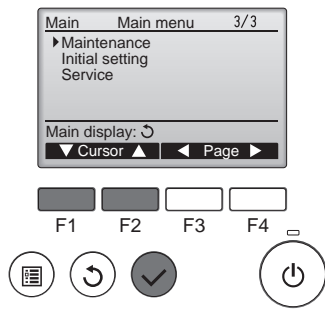 Main Main menu 3/3
Maintenance
Initial setting
Service
Main display:
Cursor Page
F1 F2 F3 F4